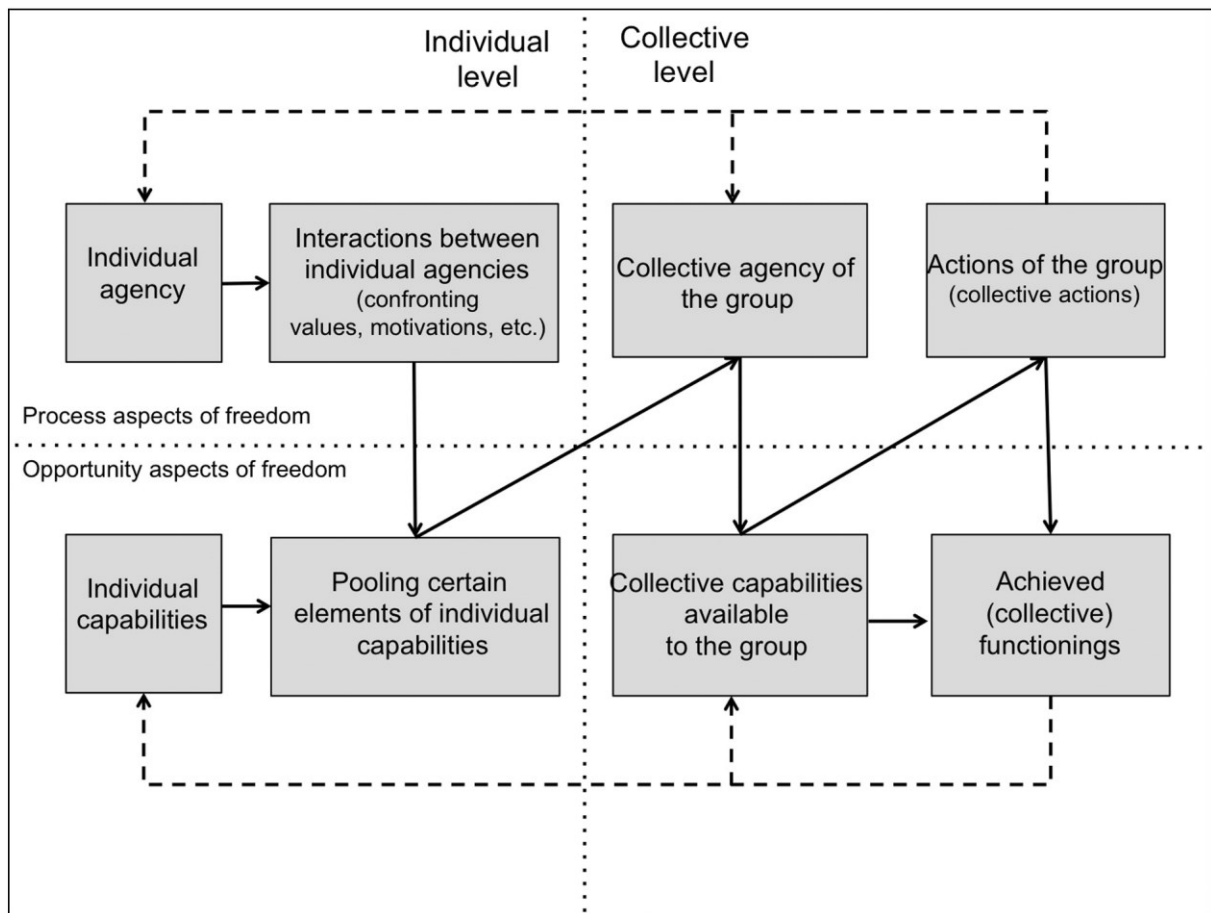 Individual
level
Collective
level
Individual
agency
Interactions between
individual agencies
(confronting
values, motivations, etc.)
Collective agency of
the group
Actions of the group
(collective actions)
Process aspects of freedom
Opportunity aspects of freedom
Individual
capabilities
Pooling certain
elements of individual
capabilities
Collective capabilities
available
to the group
Achieved
(collective)
functionings